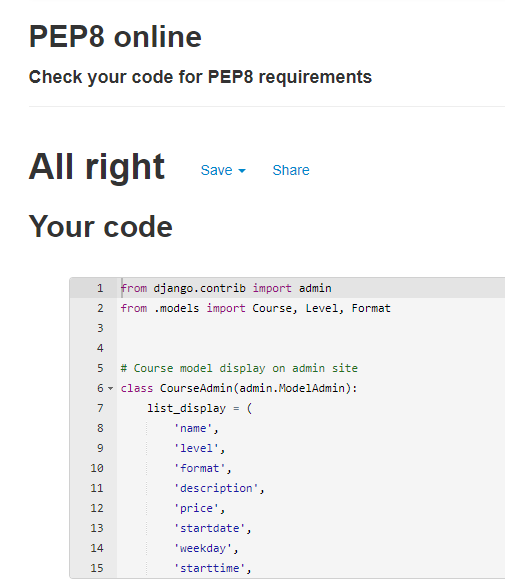 PEP8 online
Check your code for PEP8 requirements
All right Save Share
Your code
1 from django.contrib import admin
2 from .models import Course, Level, Format
3
4
5 # Course model display on admin site
6 class CourseAdmin(admin.ModelAdmin):
7 list_display = (
8 'name',
9 'level',
10 'format',
11 'description',
12 'price',
13 'startdate',
14 'weekday',
15 'starttime',